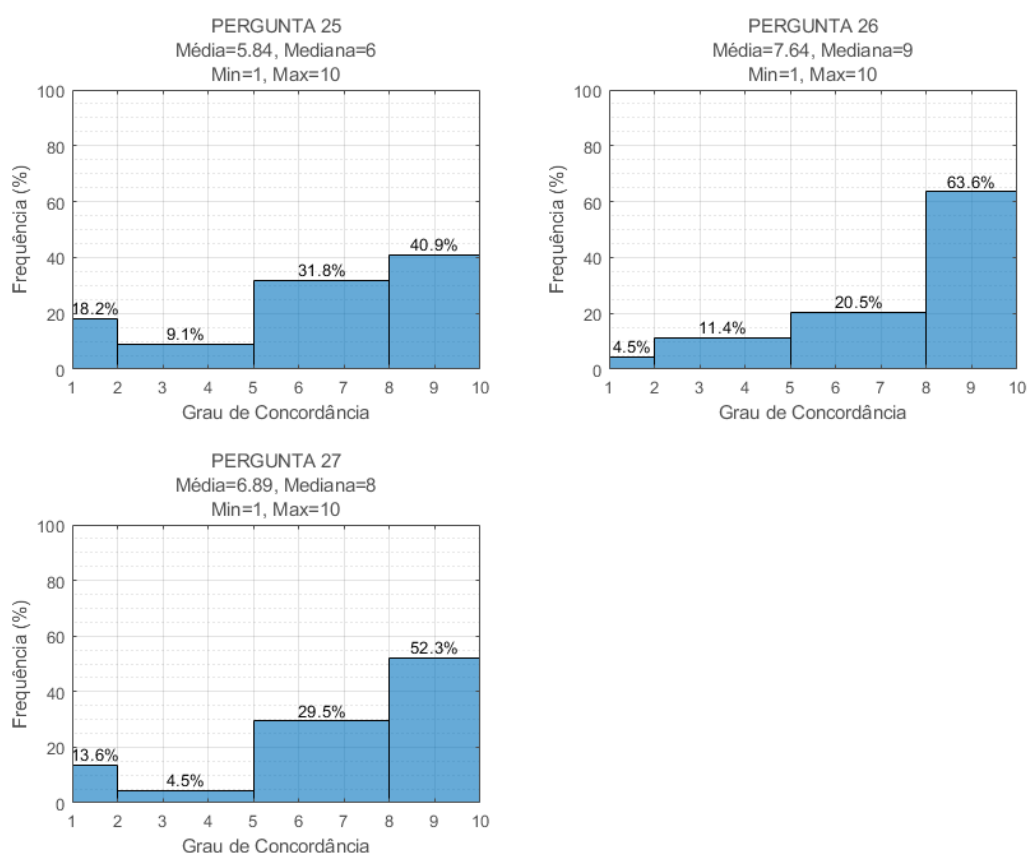 PERGUNTA 25
Média=5.84, Mediana=6
Min=1, Max=10
100
80
60
40
20
0
Frequência (%)
18.2%
9.1%
31.8%
40.9%
1 2 3 4 5 6 7 8 9 10
Grau de Concordância
PERGUNTA 26
Média=7.64, Mediana=9
Min=1, Max=10
100
80
60
40
20
0
Frequência (%)
4.5%
11.4%
20.5%
63.6%
1 2 3 4 5 6 7 8 9 10
Grau de Concordância
PERGUNTA 27
Média=6.89, Mediana=8
Min=1, Max=10
100
80
60
40
20
0
Frequência (%)
13.6%
4.5%
29.5%
52.3%
1 2 3 4 5 6 7 8 9 10
Grau de Concordância